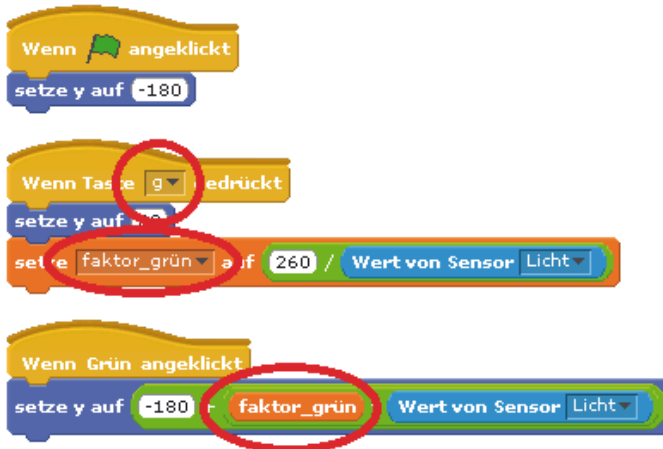 Wenn angeklickt
setze y auf -180
Wenn Taste g gedrückt
setze y auf
setze faktor_grün auf 260 / Wert von Sensor Licht
Wenn Grün angeklickt
setze y auf -180 + faktor_grün Wert von Sensor Licht